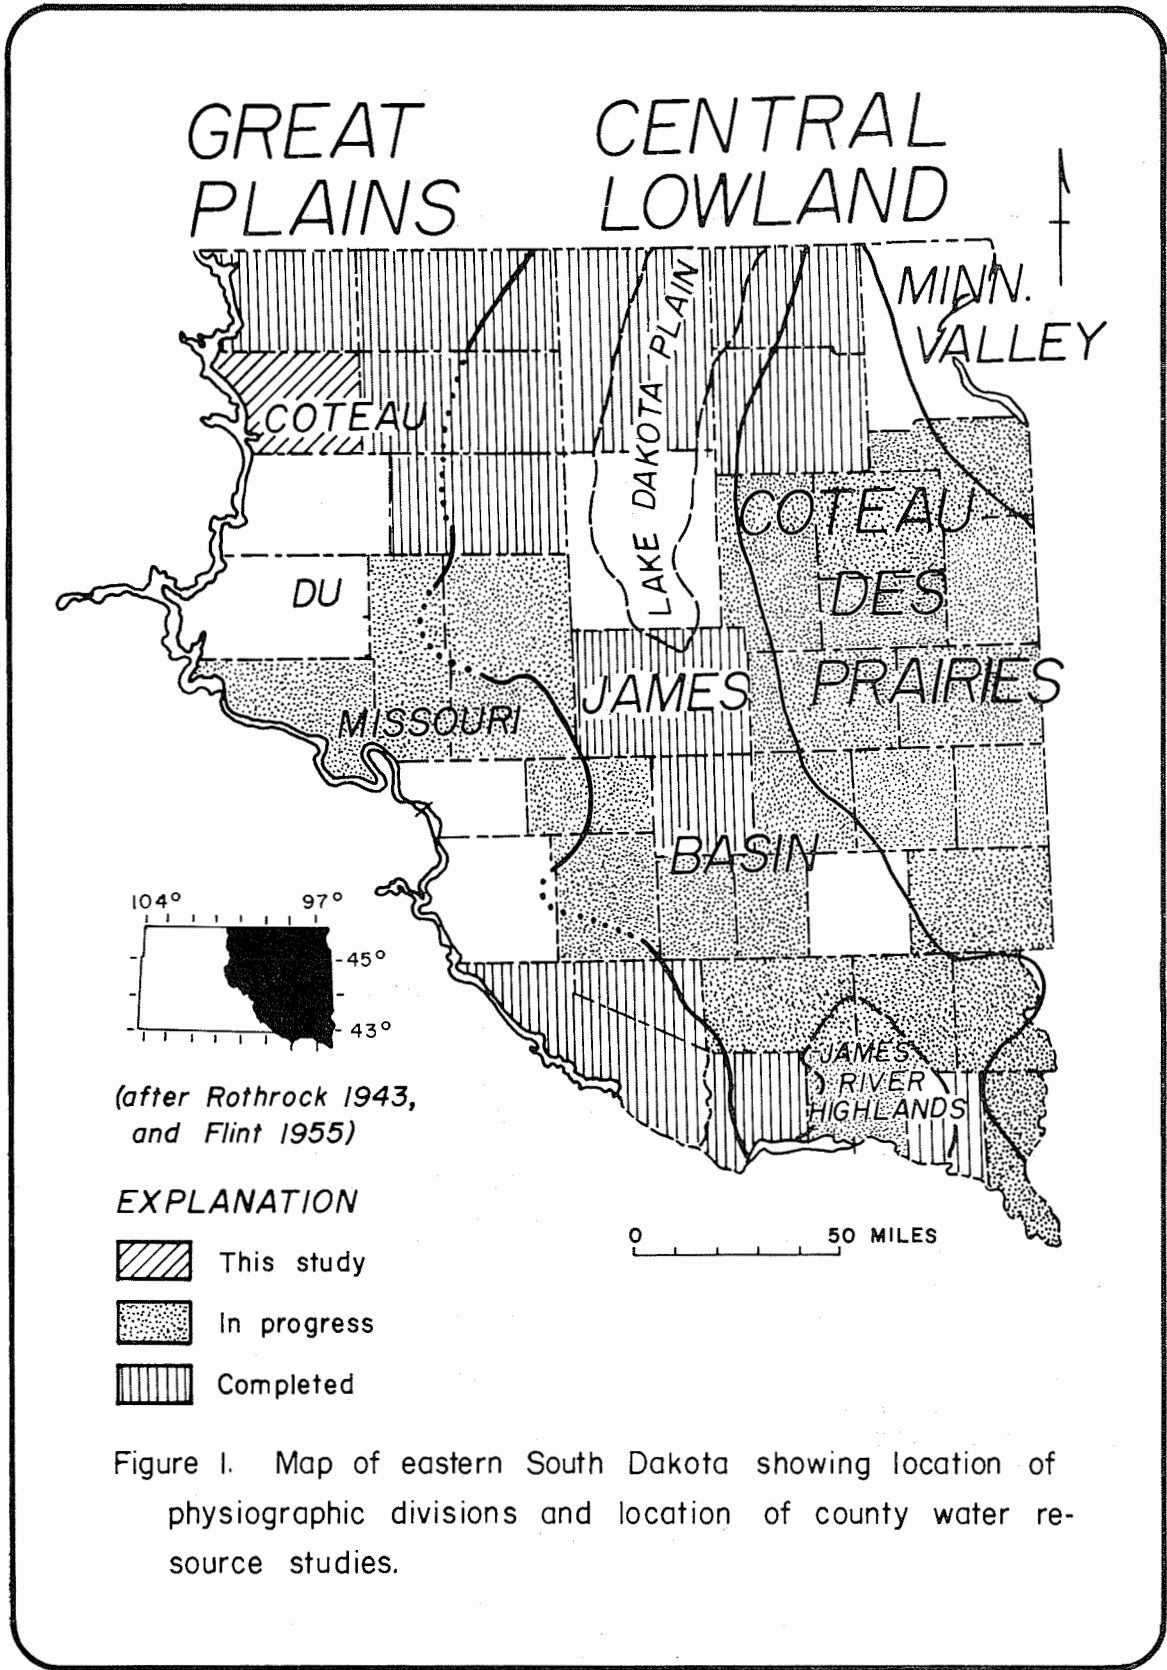 GREAT
PLAINS
CENTRAL
LOWLAND
MINN.
VALLEY
LAKE DAKOTA PLAIN
COTEAU
DU
MISSOURI
COTEAU
DES
PRAIRIES
JAMES
BASIN
JAMES
RIVER
HIGHLANDS
104° 97°
45°
43°
(after Rothrock 1943,
and Flint 1955)
EXPLANATION
This study
In progress
Completed
0 50 MILES
Figure 1. Map of eastern South Dakota showing location of
physiographic divisions and location of county water re-
source studies.